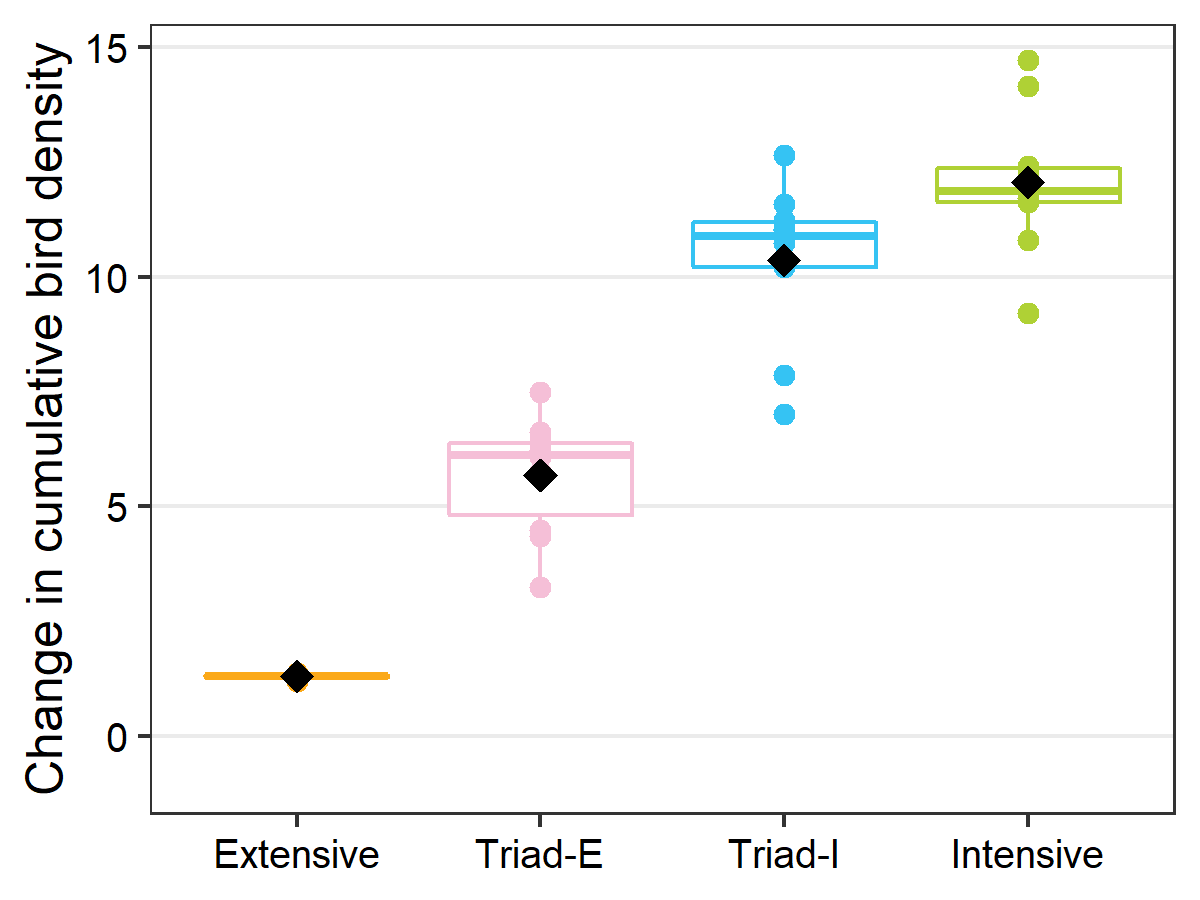 Change in cumulative bird density
15
10
5
0
Extensive
Triad-E
Triad-I
Intensive